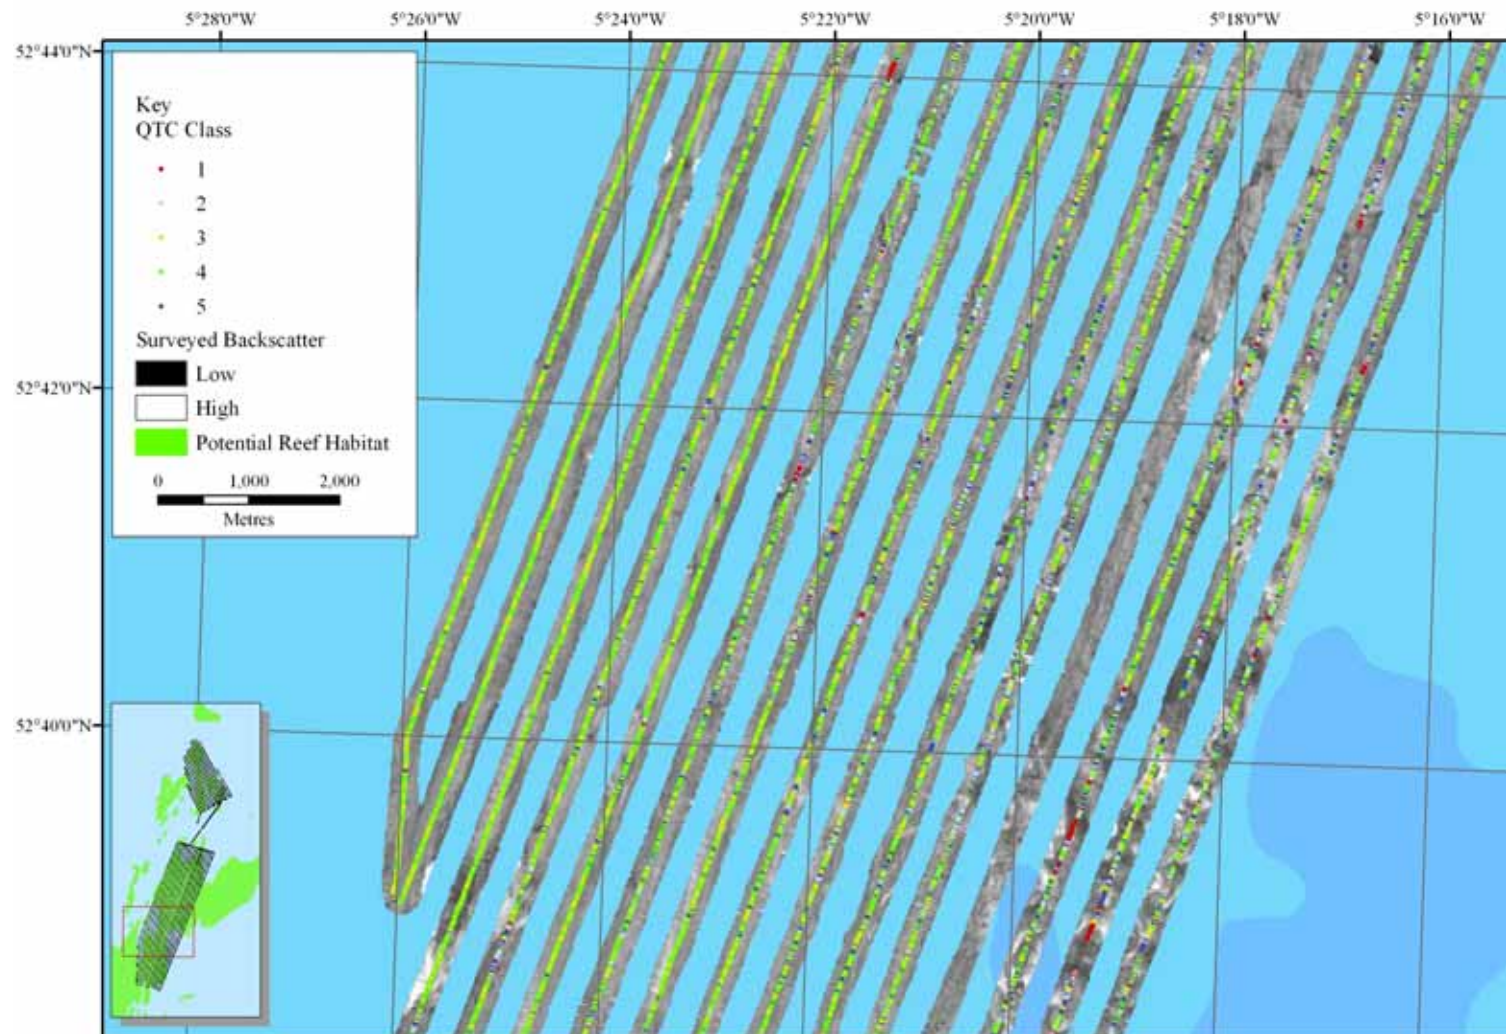 5°28'0"W 5°26'0"W 5°24'0"W 5°22'0"W 5°20'0"W 5°18'0"W 5°16'0"W
52°44'0"N
Key
QTC Class
1
2
3
4
5
Surveyed Backscatter
Low
High
Potential Reef Habitat
0 1,000 2,000
Metres
52°42'0"N
52°40'0"N